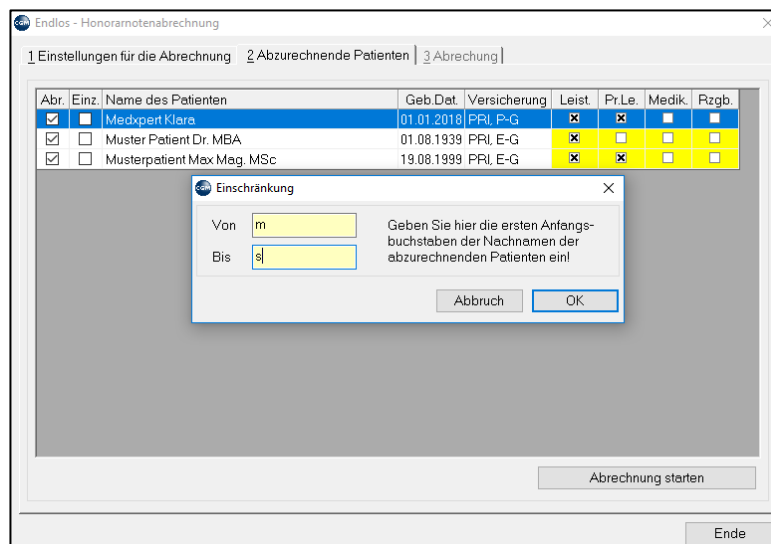 CGM Endlos - Honorarnotenabrechnung
1 Einstellungen für die Abrechnung 2 Abzurechnende Patienten 3 Abrechung
Abr. Einz. Name des Patienten Geb.Dat. Versicherung Leist. Pr.Le. Medik. Rzgb.
Medxpert Klara 01.01.2018 PRI, P-G
Muster Patient Dr. MBA 01.08.1939 PRI, E-G
Musterpatient Max Mag. MSc 19.08.1999 PRI, E-G
CGM Einschränkung
Von m Geben Sie hier die ersten Anfangs-
buchstaben der Nachnamen der
Bis s abzurechnenden Patienten ein!
Abbruch OK
Abrechnung starten
Ende